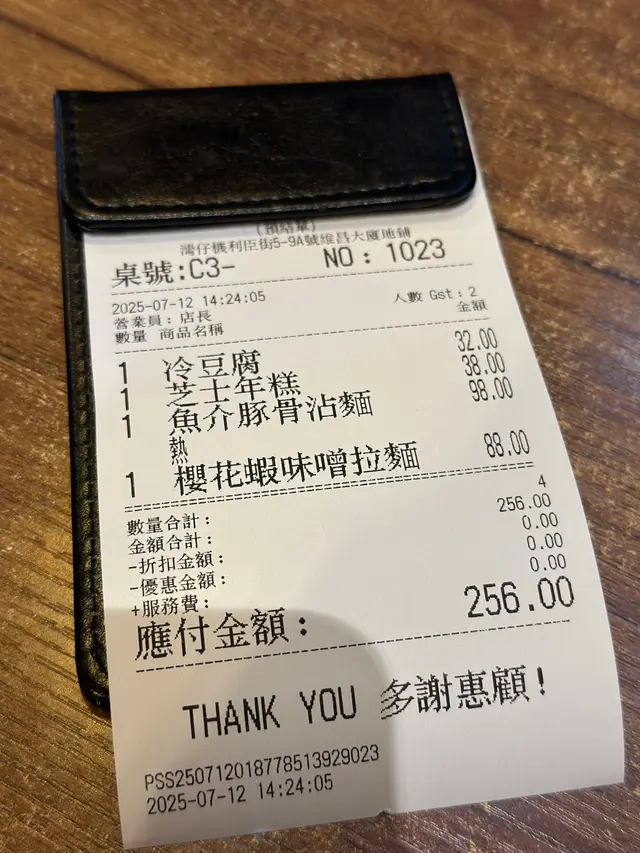 (預結單)
灣仔機利臣街5-9A號維昌大廈地鋪
桌號:C3-    NO: 1023
2025-07-12 14:24:05    人數 Gst: 2
營業員: 店長
數量 商品名稱    金額
1 冷豆腐    32.00
1 芝士年糕    38.00
1 魚介豚骨沾麵    98.00
熱
1 櫻花蝦味噌拉麵    88.00
數量合計:    4
金額合計:    256.00
-折扣金額:    0.00
-優惠金額:    0.00
+服務費:    0.00
應付金額:    256.00
THANK YOU 多謝惠顧!
PSS2507120187778513929023
2025-07-12 14:24:05